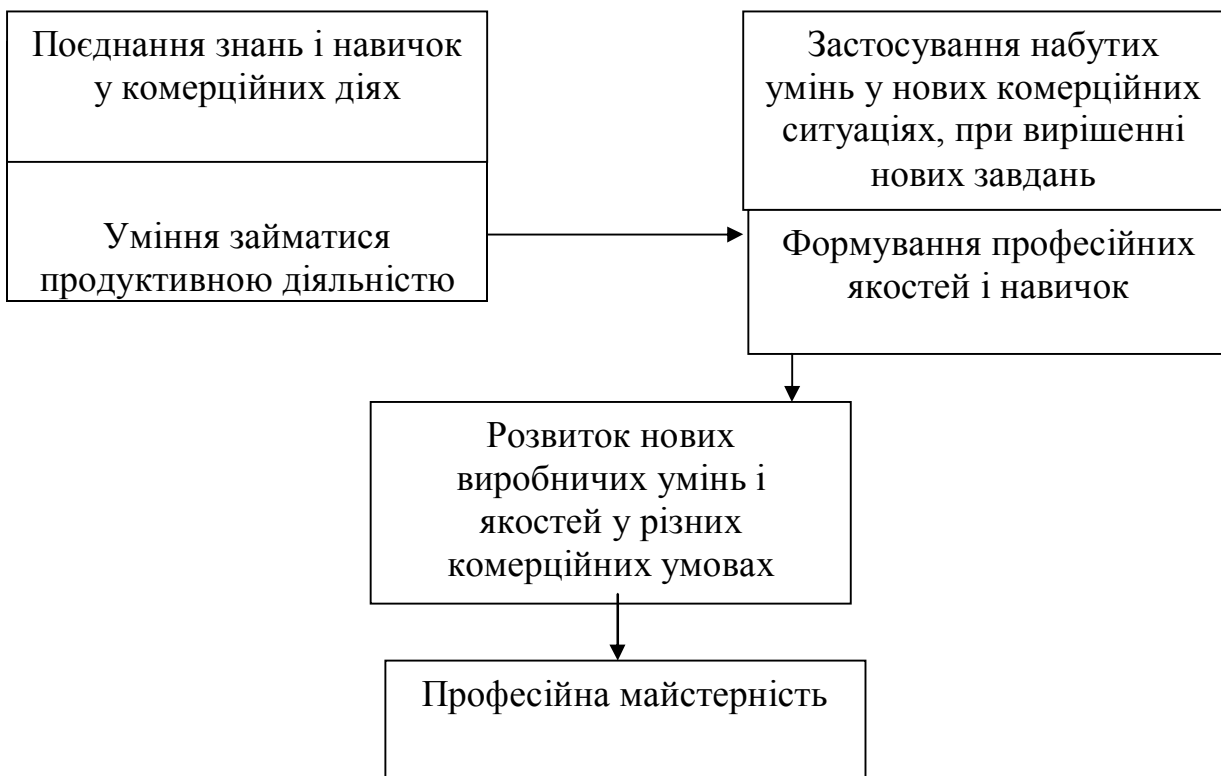 Поєднання знань і навичок
у комерційних діях
Уміння займатися
продуктивною діяльністю
Застосування набутих
умінь у нових комерційних
ситуаціях, при вирішенні
нових завдань
Формування професійних
якостей і навичок
Розвиток нових
виробничих умінь і
якостей у різних
комерційних умовах
Професійна майстерність